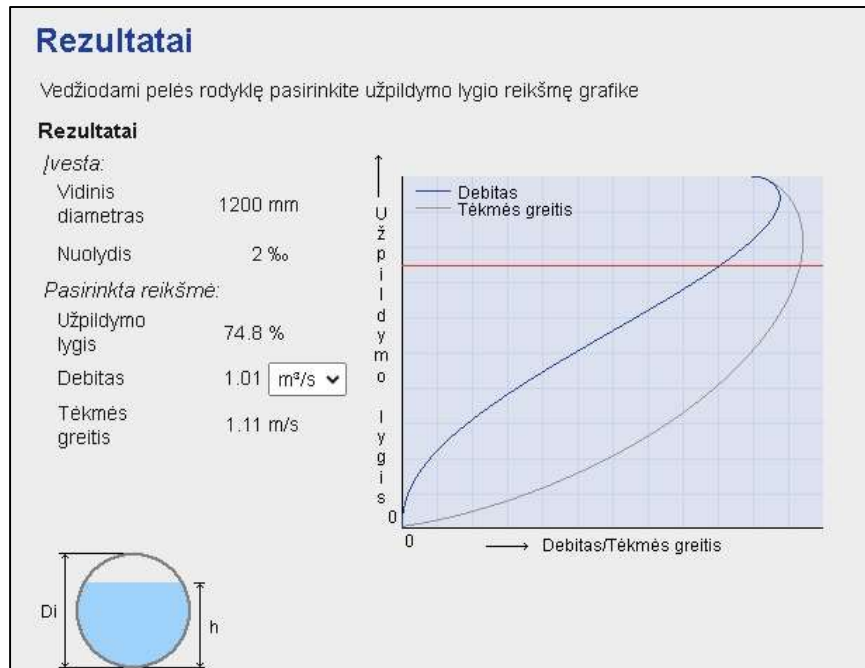 Rezultatai
Vedžiodami pelės rodyklę pasirinkite užpildymo lygio reikšmę grafike
Rezultatai
Įvesta:
Vidinis
diametras
1200 mm
Nuolydis
2 ‰
Pasirinkta reikšmė:
Užpildymo
lygis
74.8 %
Debitas
1.01 m³/s
Tėkmės
greitis
1.11 m/s
Užpildymo lygis
Debitas
Tėkmės greitis
0
0
Debitas/Tėkmės greitis
Di
h